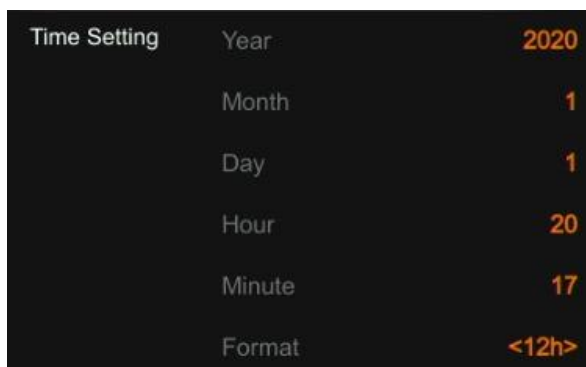 Time Setting Year 2020
Month 1
Day 1
Hour 20
Minute 17
Format <12h>